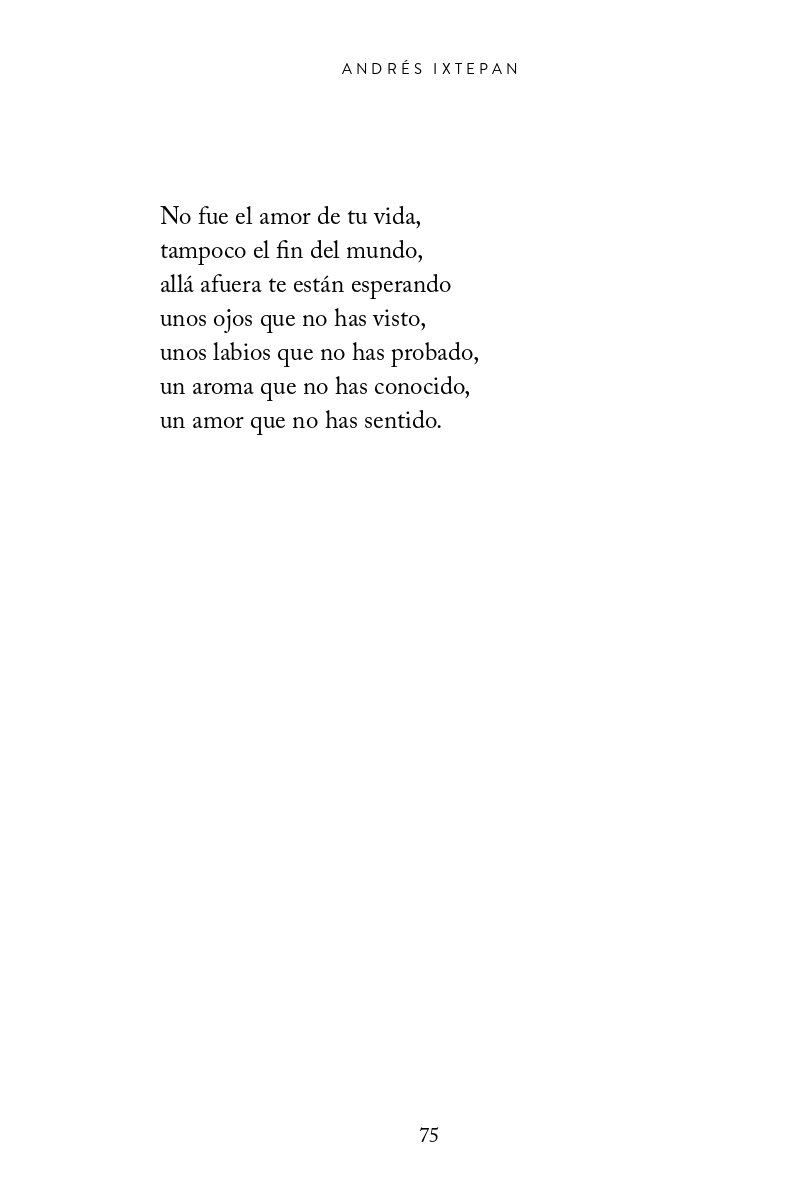 ANDRÉS IXTEPAN
No fue el amor de tu vida,
tampoco el fin del mundo,
allá afuera te están esperando
unos ojos que no has visto,
unos labios que no has probado,
un aroma que no has conocido,
un amor que no has sentido.
75